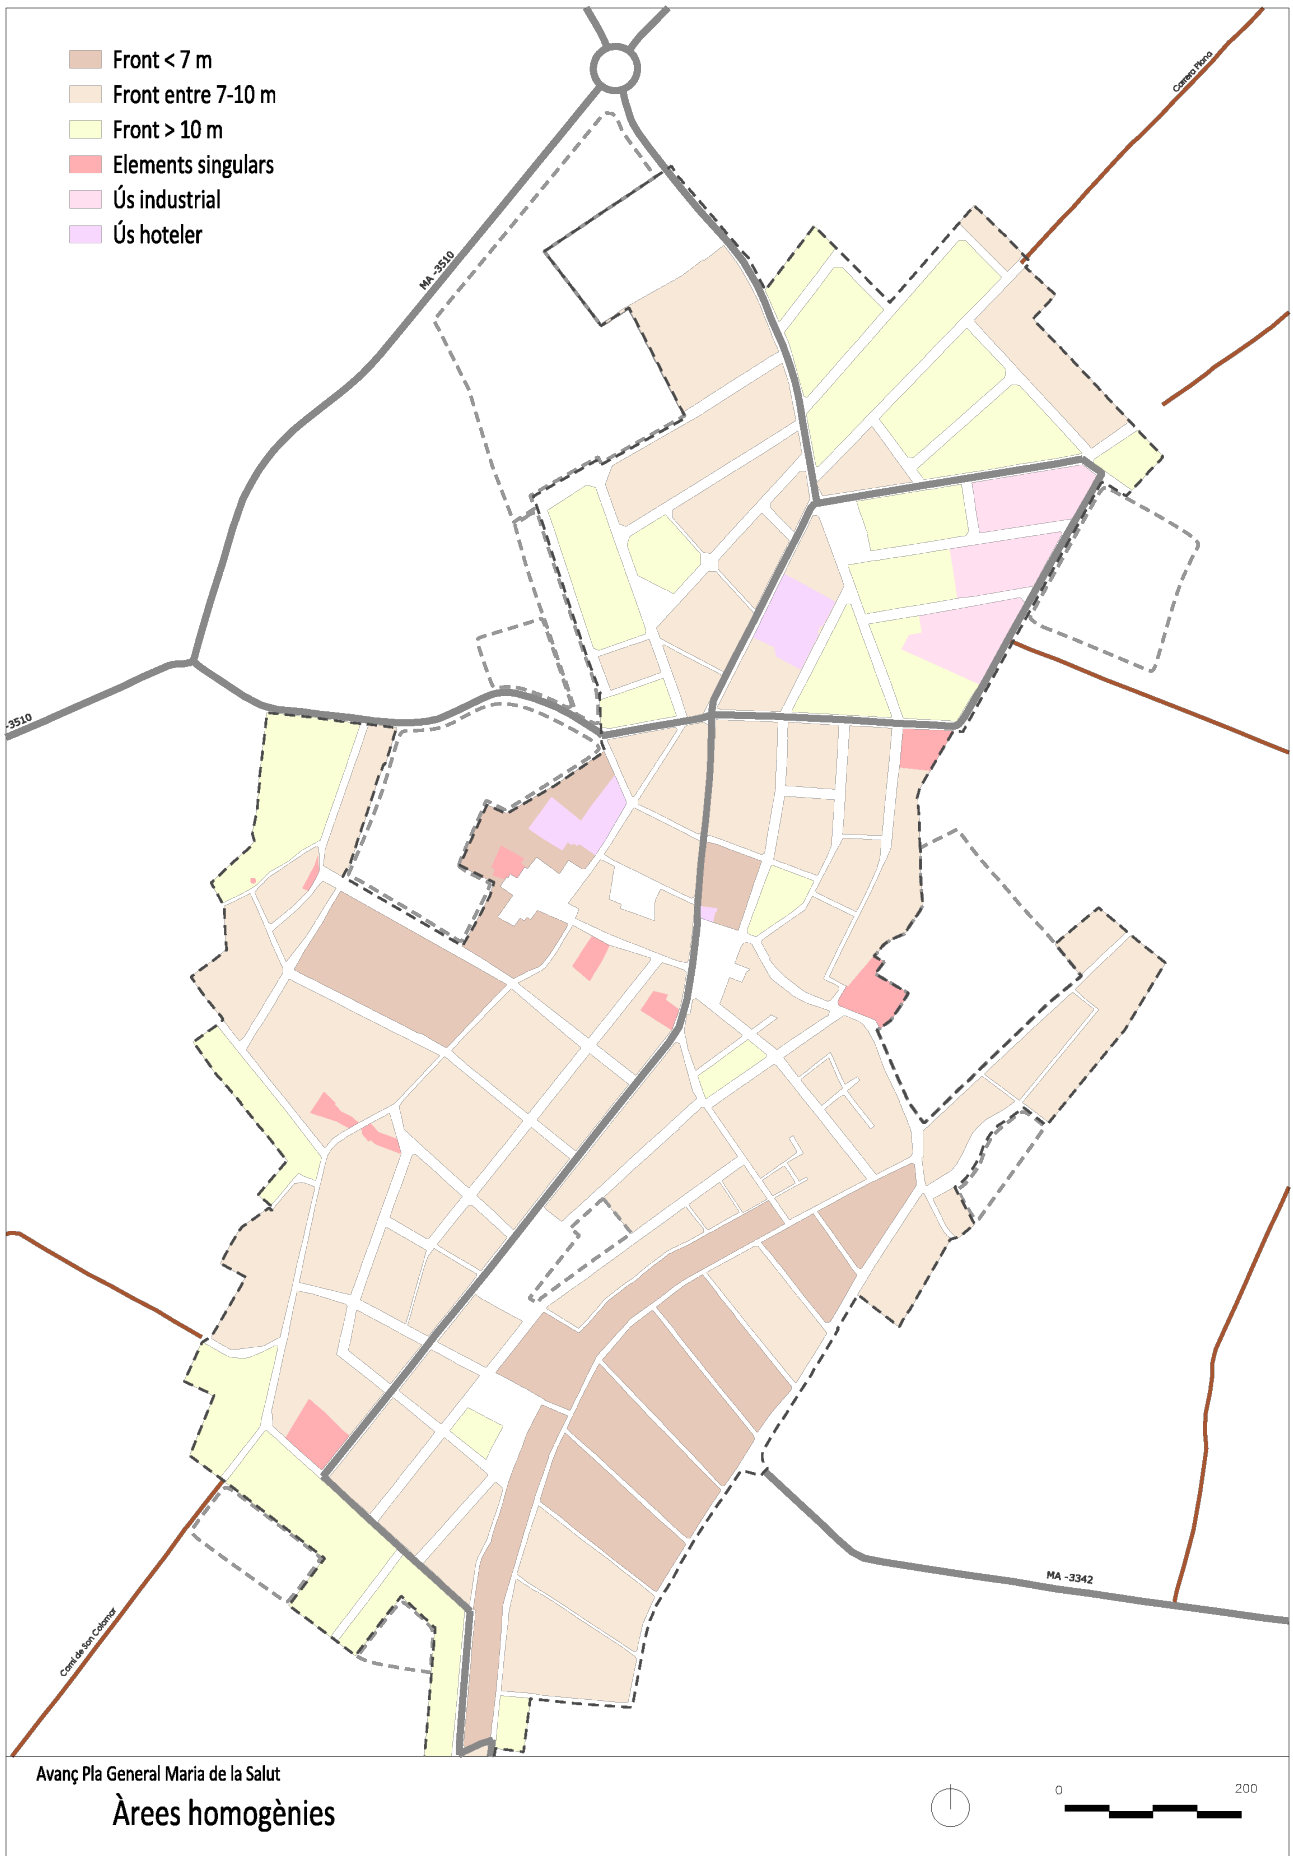 Front < 7 m
Front entre 7-10 m
Front > 10 m
Elements singulars
Ús industrial
Ús hoteler
Carrero Plana
MA -3510
-3510
MA -3342
Camí de Son Colomar
Avanç Pla General Maria de la Salut
Àrees homogènies
0 200